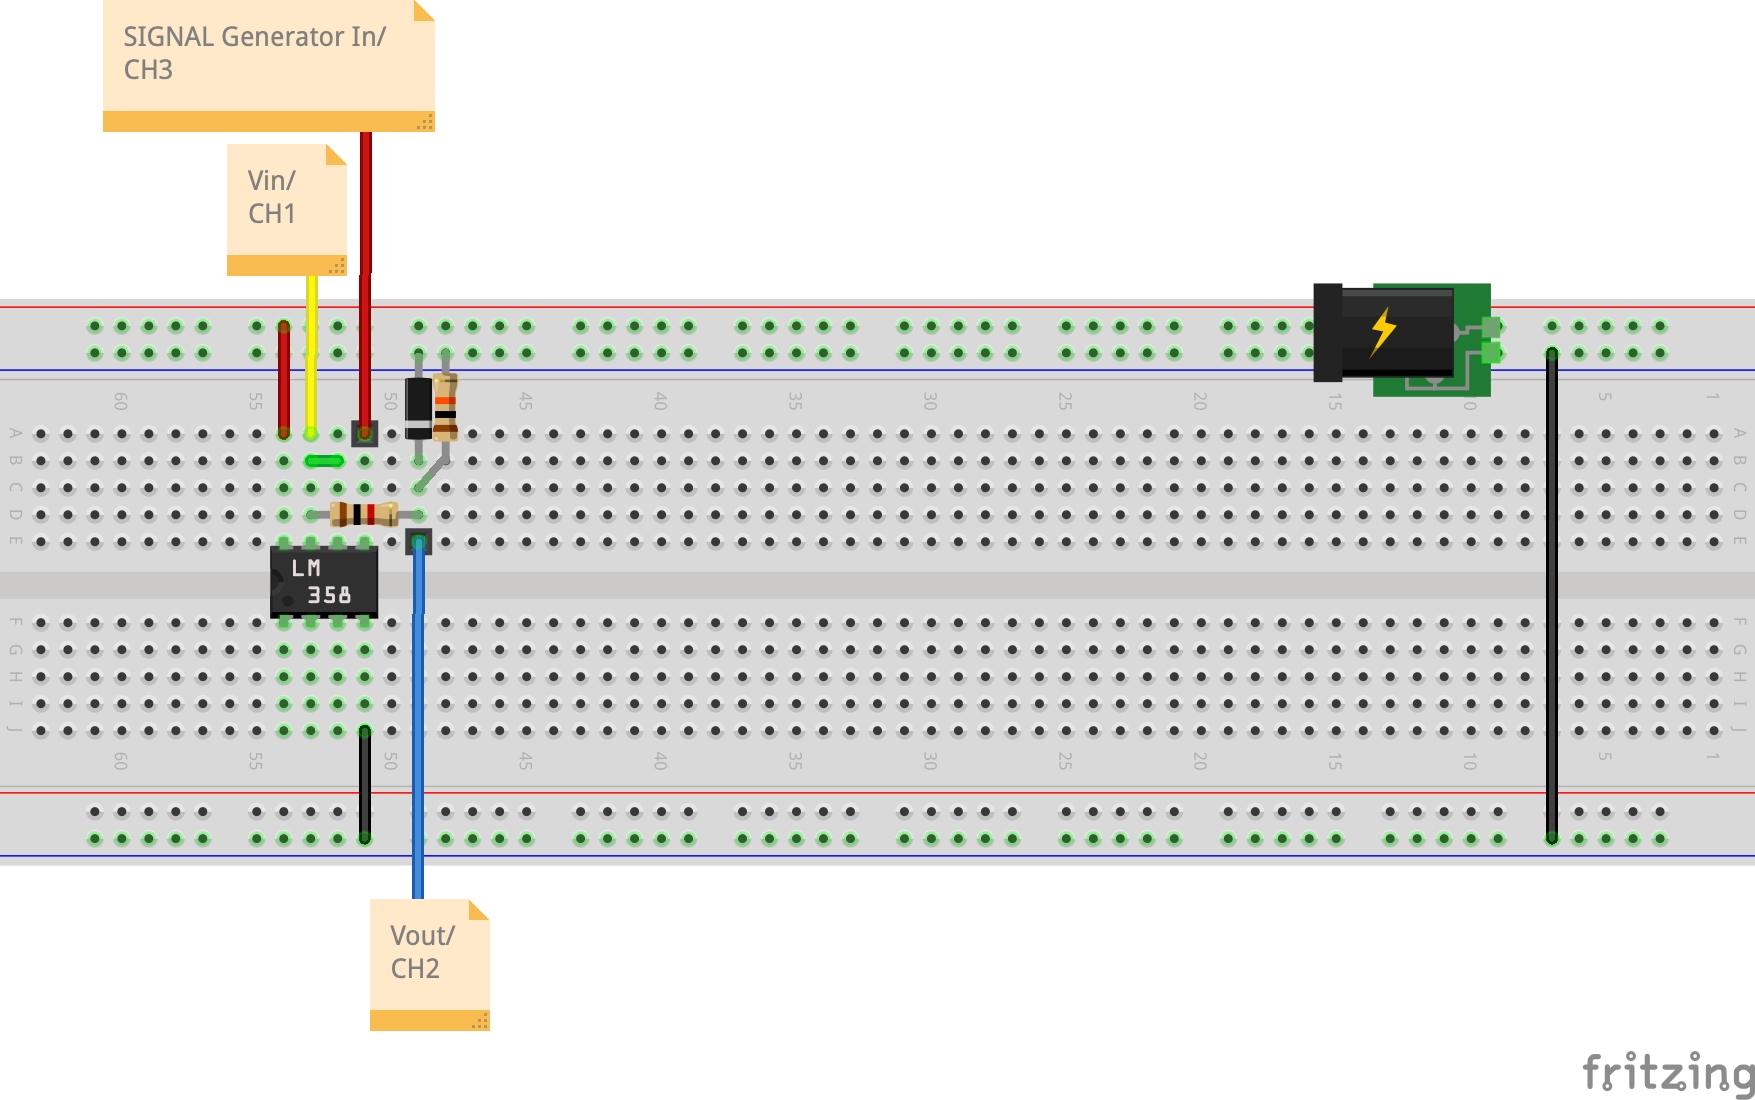 SIGNAL Generator In/
CH3
Vin/
CH1
60 55 50 45 40 35 30 25 20 15 10 5 1
A A
B B
C C
D D
E E
LM
358
F F
G G
H H
I I
J J
60 55 50 45 40 35 30 25 20 15 10 5 1
Vout/
CH2
fritzing